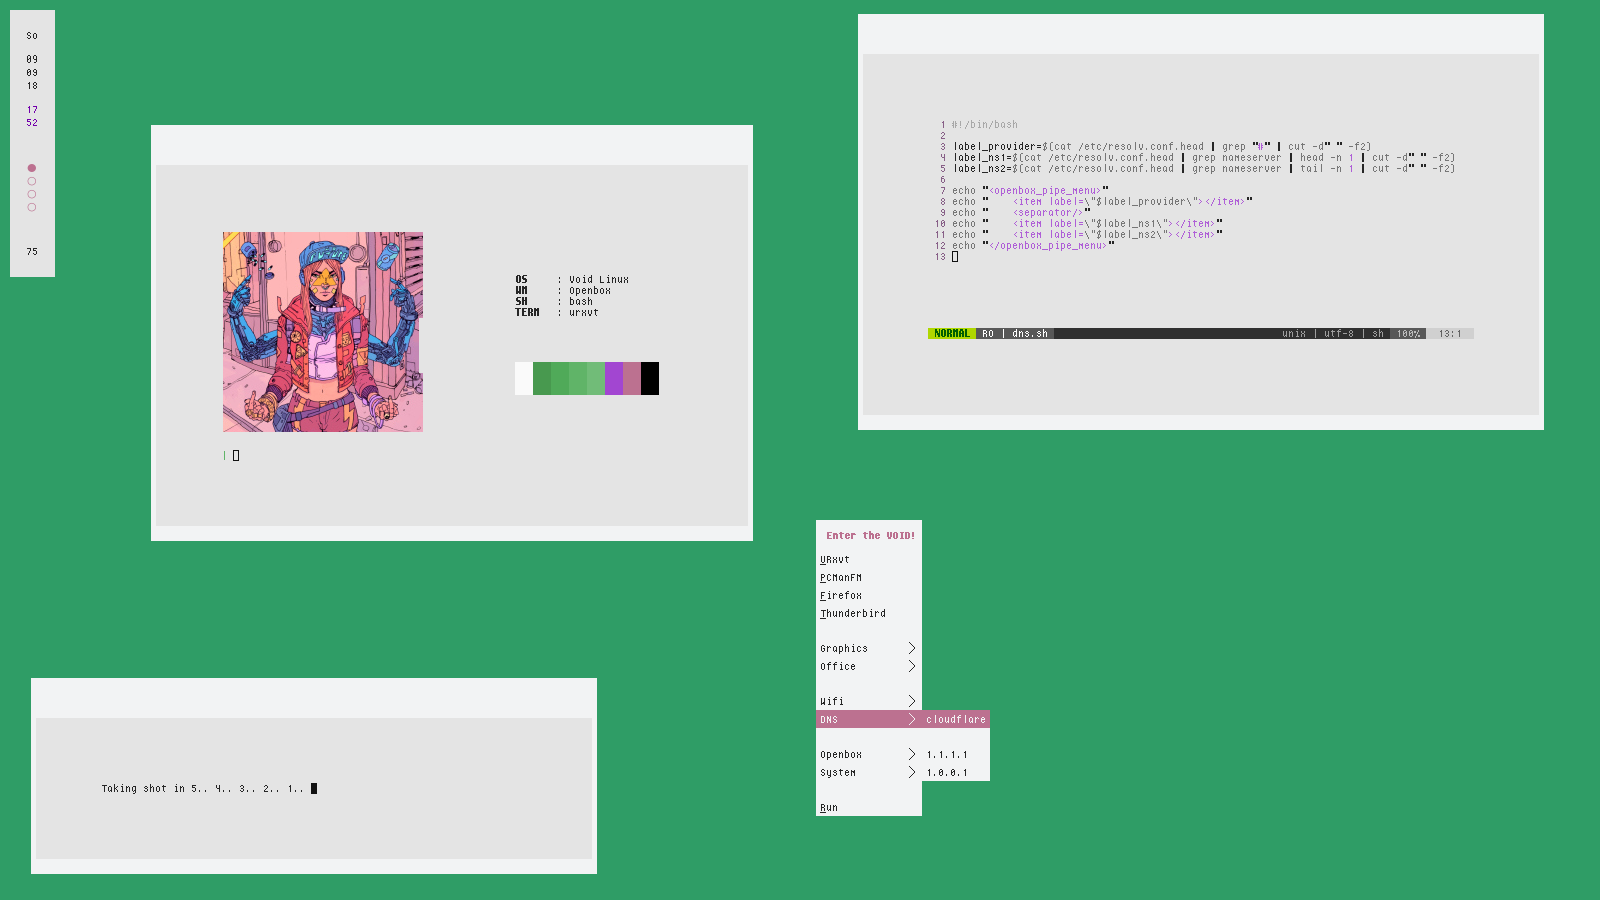 So
09
09
18
17
52
75
OS : Void Linux
WM : Openbox
SH : bash
TERM : urxvt
1 #!/bin/bash
2
3 label_provider=$(cat /etc/resolv.conf.head | grep "#" | cut -d" " -f2)
4 label_ns1=$(cat /etc/resolv.conf.head | grep nameserver | head -n 1 | cut -d" " -f2)
5 label_ns2=$(cat /etc/resolv.conf.head | grep nameserver | tail -n 1 | cut -d" " -f2)
6
7 echo "<openbox_pipe_menu>"
8 echo "    <item label=\"$label_provider\"></item>"
9 echo "    <separator/>"
10 echo "    <item label=\"$label_ns1\"></item>"
11 echo "    <item label=\"$label_ns2\"></item>"
12 echo "</openbox_pipe_menu>"
13
NORMAL RO | dns.sh unix | utf-8 | sh 100% 13:1
Enter the VOID!
URxvt
PCManFM
Firefox
Thunderbird
Graphics
Office
Wifi
DNS
cloudflare
Openbox
1.1.1.1
System
1.0.0.1
Run
Taking shot in 5.. 4.. 3.. 2.. 1..